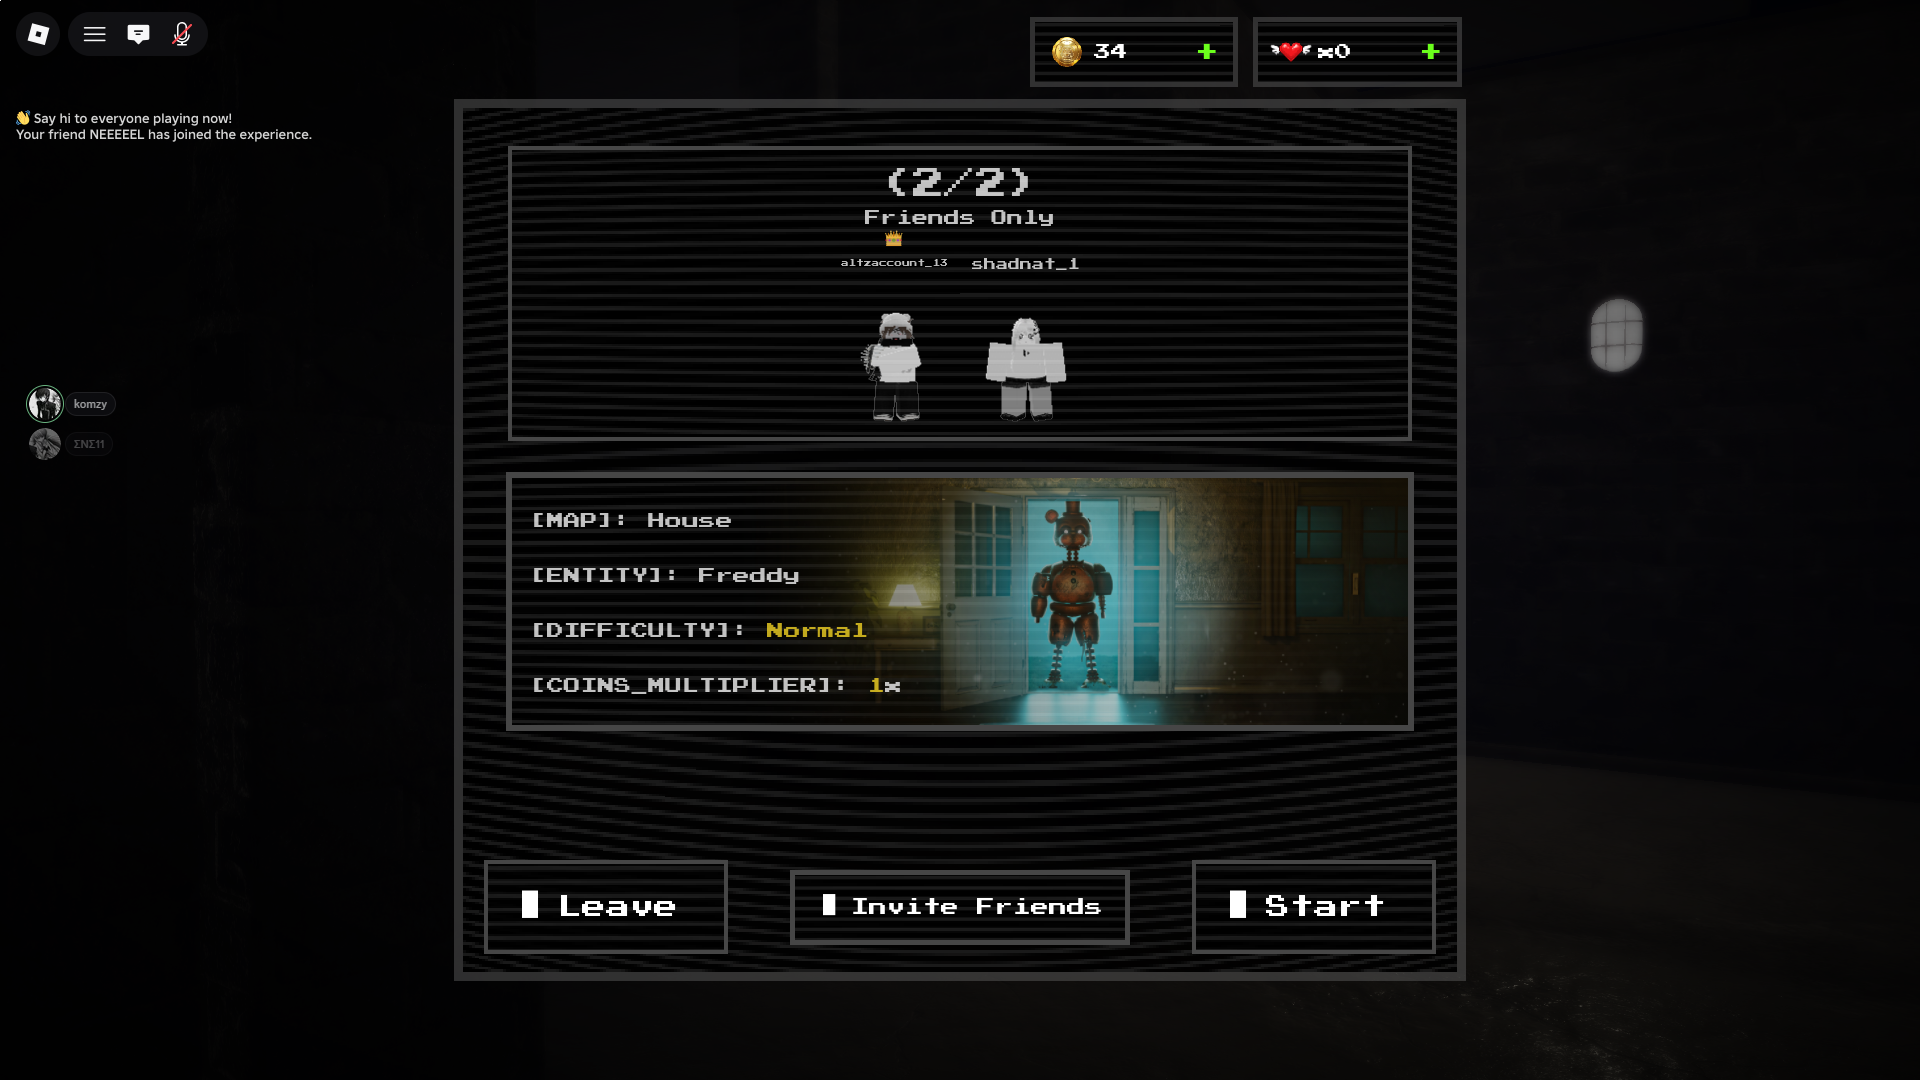 34
x0
👋 Say hi to everyone playing now!
Your friend NEEEEEL has joined the experience.
(2/2)
Friends Only
altzaccount_13
shadnat_1
komzy
ΣNΣ11
[MAP]: House
[ENTITY]: Freddy
[DIFFICULTY]: Normal
[COINS_MULTIPLIER]: 1x
Leave
Invite Friends
Start